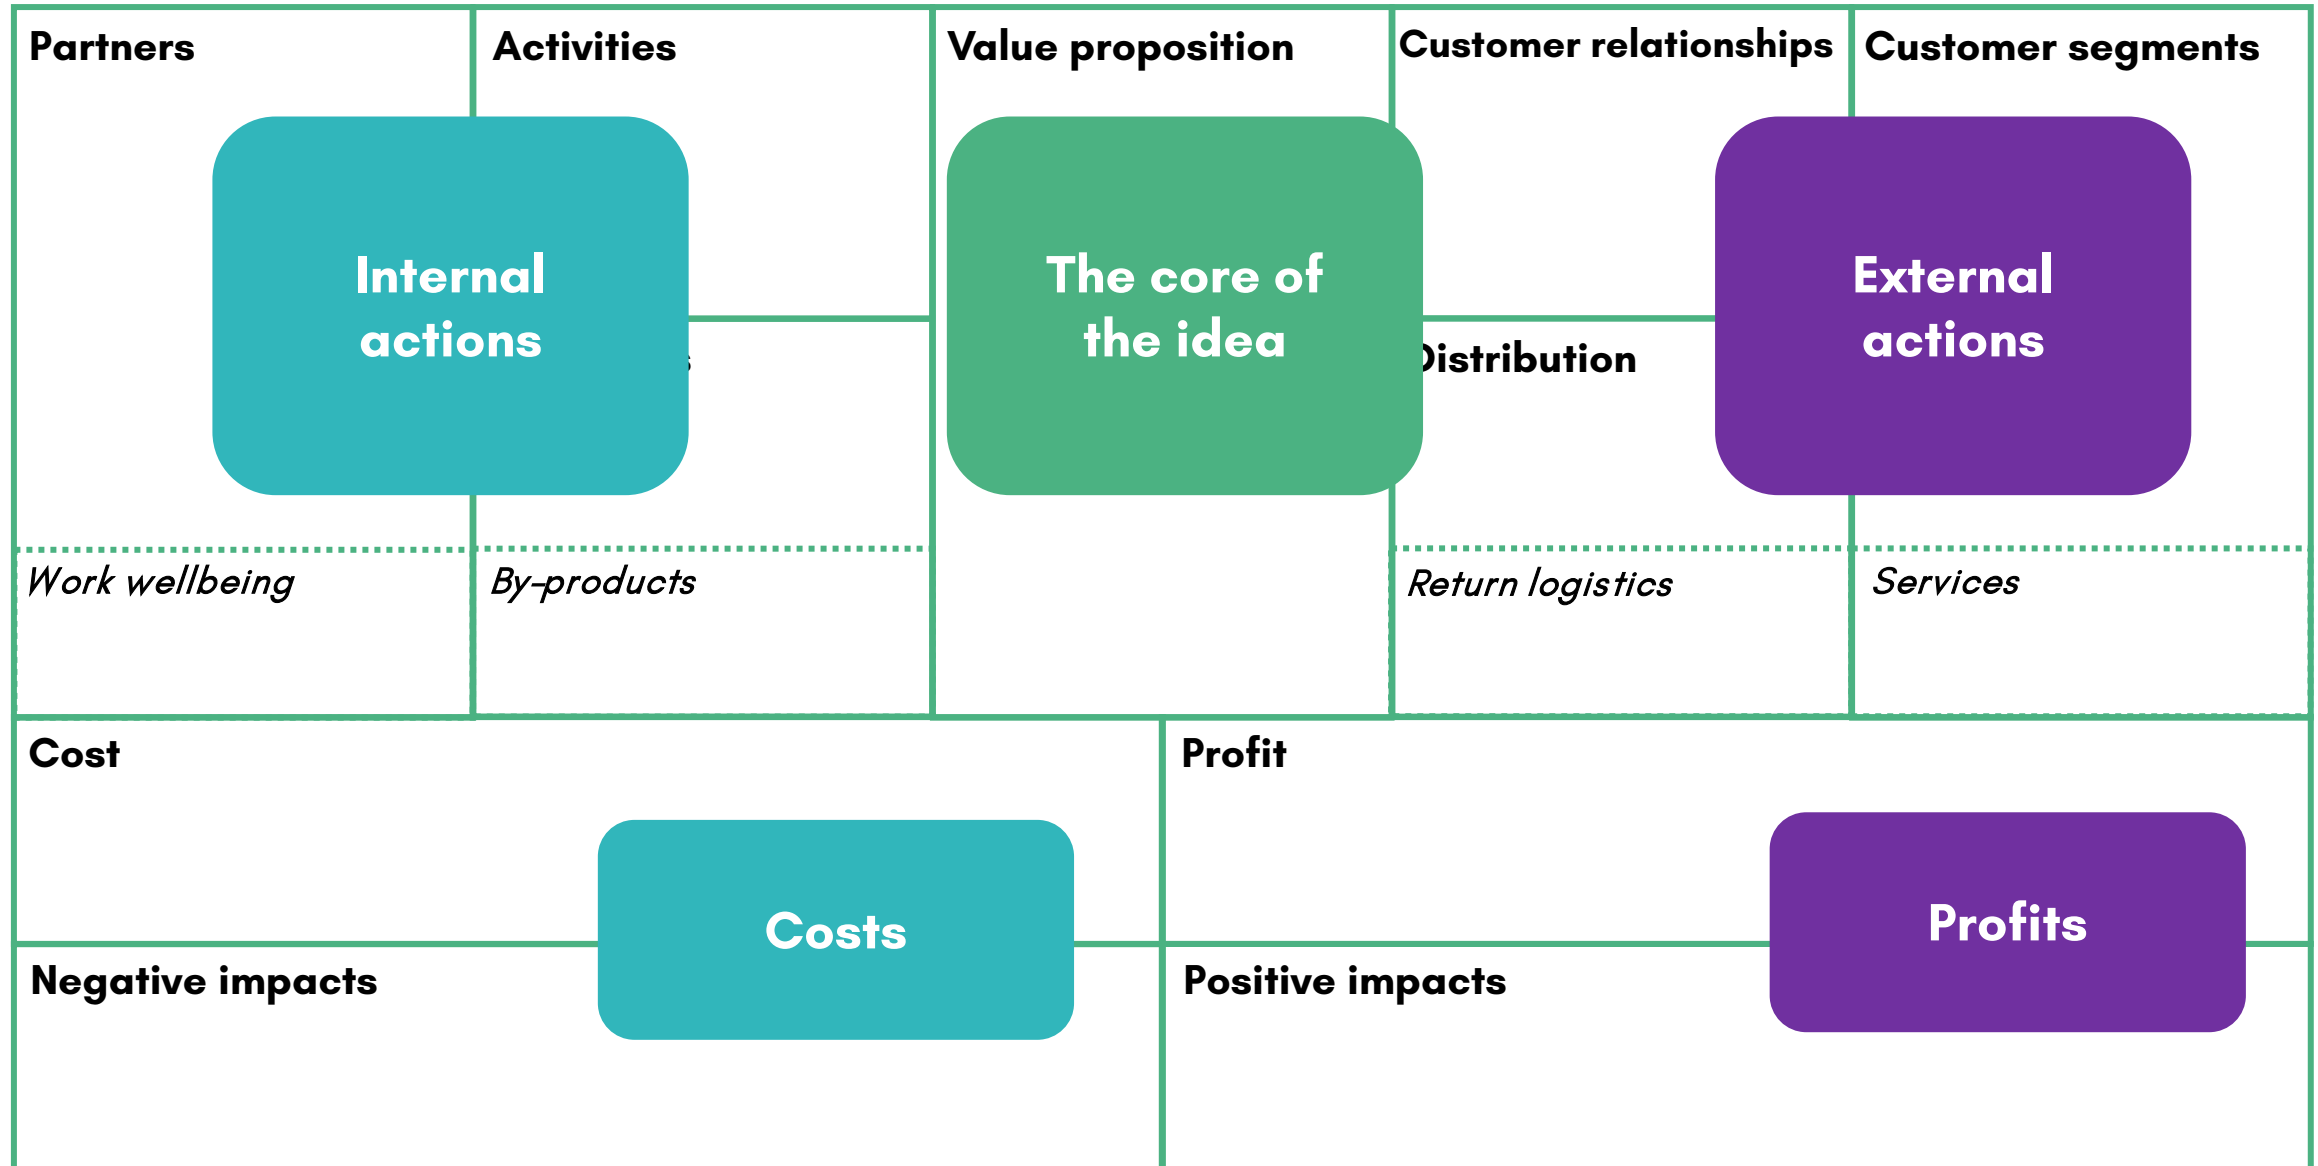 Partners
Activities
Value proposition
Customer relationships
Customer segments
Internal
actions
The core of
the idea
External
actions
Distribution
Work wellbeing
By-products
Return logistics
Services
Cost
Profit
Costs
Profits
Negative impacts
Positive impacts